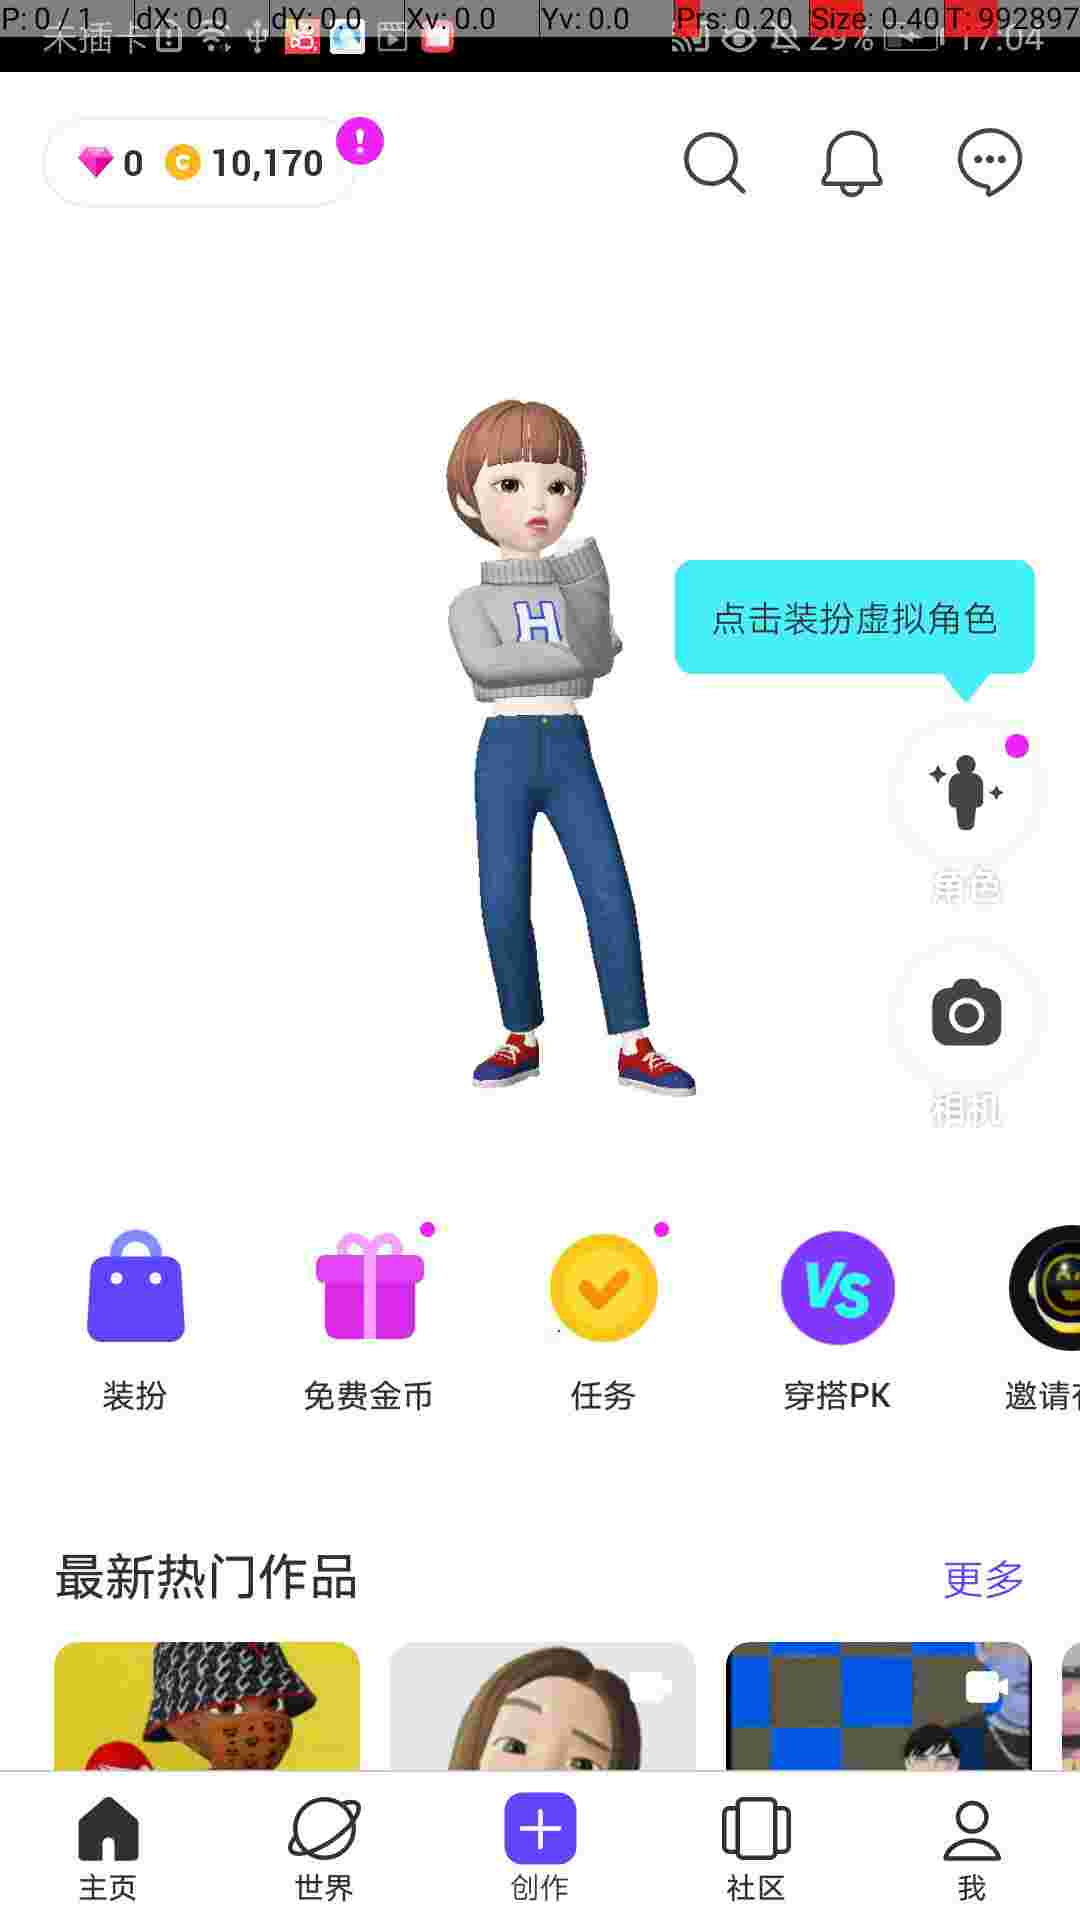 P: 0 / 1 dX: 0.0 dY: 0.0 Xv: 0.0 Yv: 0.0 Prs: 0.20 Size: 0.40 T: 992897
未插卡 29% 17:04
0 C 10,170 !
H
点击装扮虚拟角色
角色
相机
VS
装扮 免费金币 任务 穿搭PK 邀请
最新热门作品 更多
主页 世界 创作 社区 我